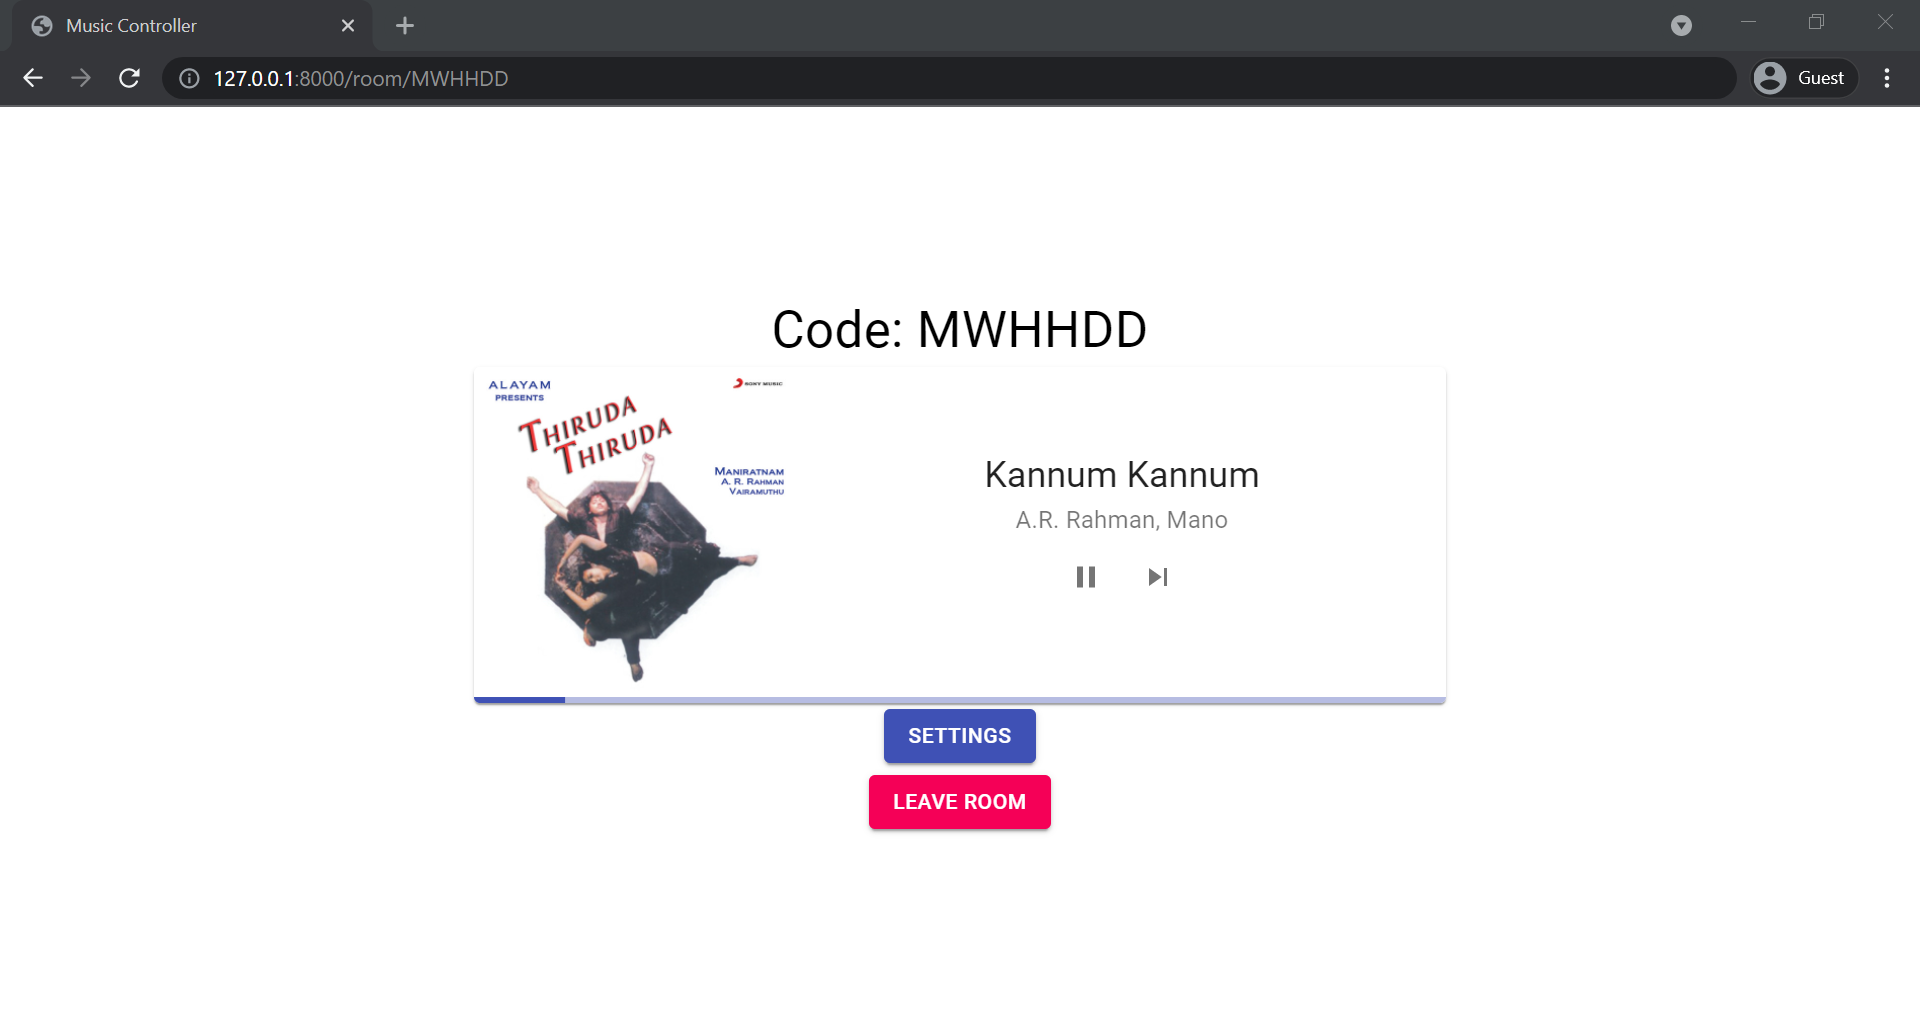 Music Controller
127.0.0.1:8000/room/MWHHDD
Guest
Code: MWHHDD
ALAYAM
PRESENTS
SONY MUSIC
THIRUDA
THIRUDA
MANIRATNAM
A. R. RAHMAN
VAIRAMUTHU
Kannum Kannum
A.R. Rahman, Mano
SETTINGS
LEAVE ROOM